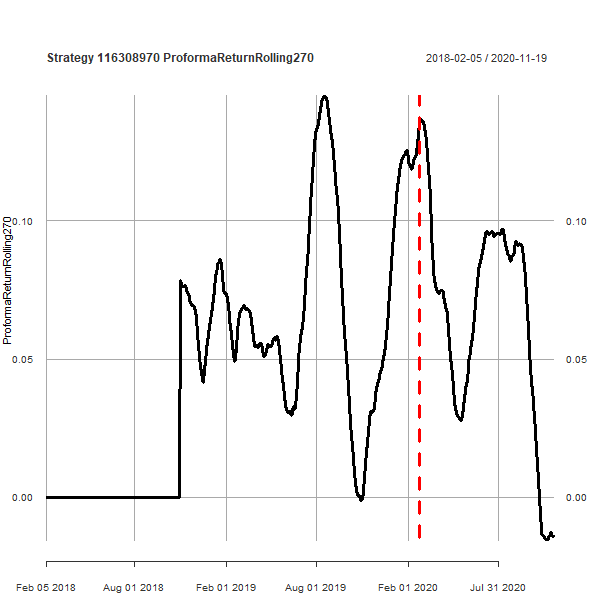 Strategy 116308970 ProformaReturnRolling270
2018-02-05 / 2020-11-19
ProformaReturnRolling270
0.10
0.10
0.05
0.05
0.00
0.00
Feb 05 2018
Aug 01 2018
Feb 01 2019
Aug 01 2019
Feb 01 2020
Jul 31 2020